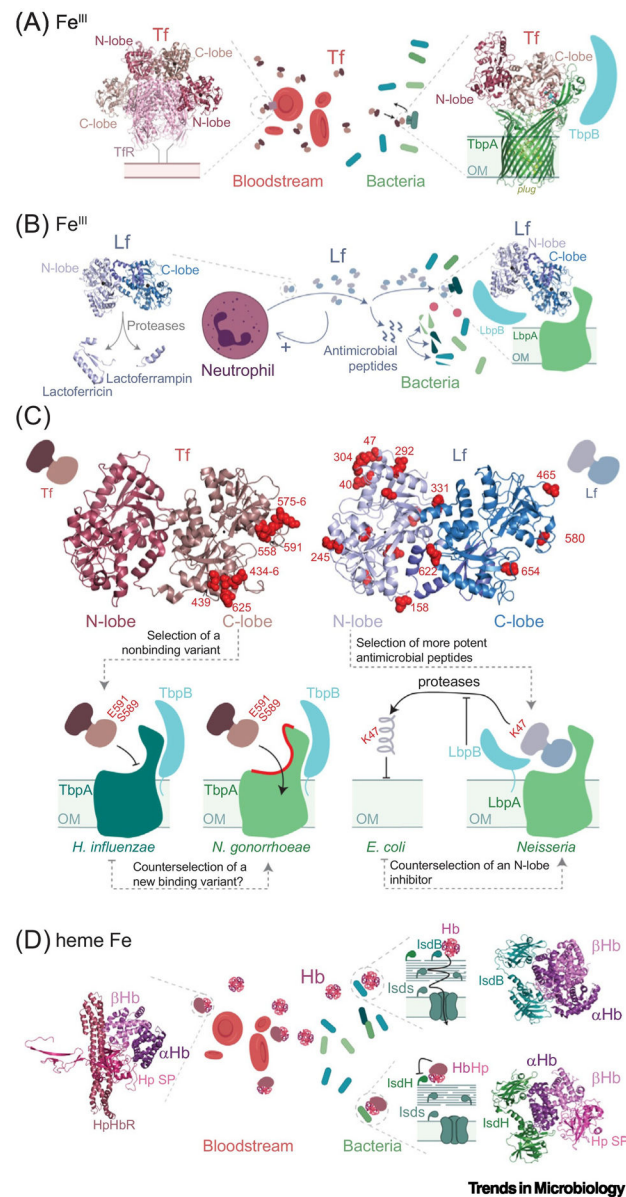 (A) Fe^III
N-lobe Tf
C-lobe
C-lobe
N-lobe
TfR
Tf
Bloodstream
Bacteria
Tf
C-lobe
N-lobe
TbpB
TbpA
OM
plug
(B) Fe^III
Lf
N-lobe
C-lobe
Proteases
Lactoferricin
Lactoferrampin
Neutrophil
+
Lf
Antimicrobial
peptides
Bacteria
Lf
N-lobe
C-lobe
LbpB
LbpA
OM
(C)
Tf
Tf
575-6
558
591
434-6
439
625
N-lobe
C-lobe
47
304
292
40
331
Lf
465
Lf
245
580
622
654
158
N-lobe
C-lobe
Selection of a
nonbinding variant
Selection of more potent
antimicrobial peptides
E591
S589
TbpB
TbpA
OM
H. influenzae
E591
S589
TbpB
TbpA
OM
N. gonorrhoeae
Counterselection of a
new binding variant?
proteases
K47
K47
LbpB
LbpA
OM
OM
E. coli
Neisseria
Counterselection of an N-lobe
inhibitor
(D) heme Fe
βHb
αHb
Hp SP
HpHbR
Hb
Bloodstream
Bacteria
Hb
IsdB
Isds
IsdB
βHb
αHb
HbHp
IsdH
Isds
αHb
βHb
IsdH
Hp SP
Trends in Microbiology